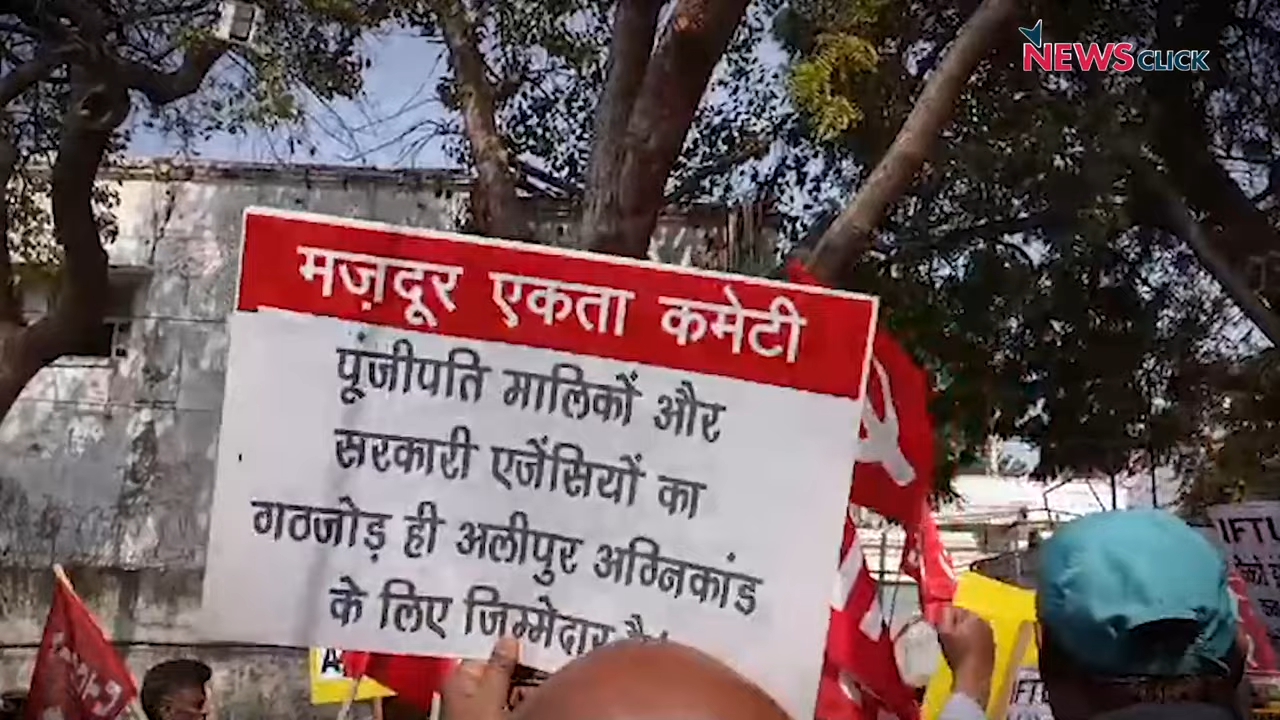 NEWSCLICK
मज़दूर एकता कमेटी
पूंजीपति मालिकों और
सरकारी एजेंसियों का
गठजोड़ ही अलीपुर अग्निकांड
के लिए जिम्मेदार
IFTU